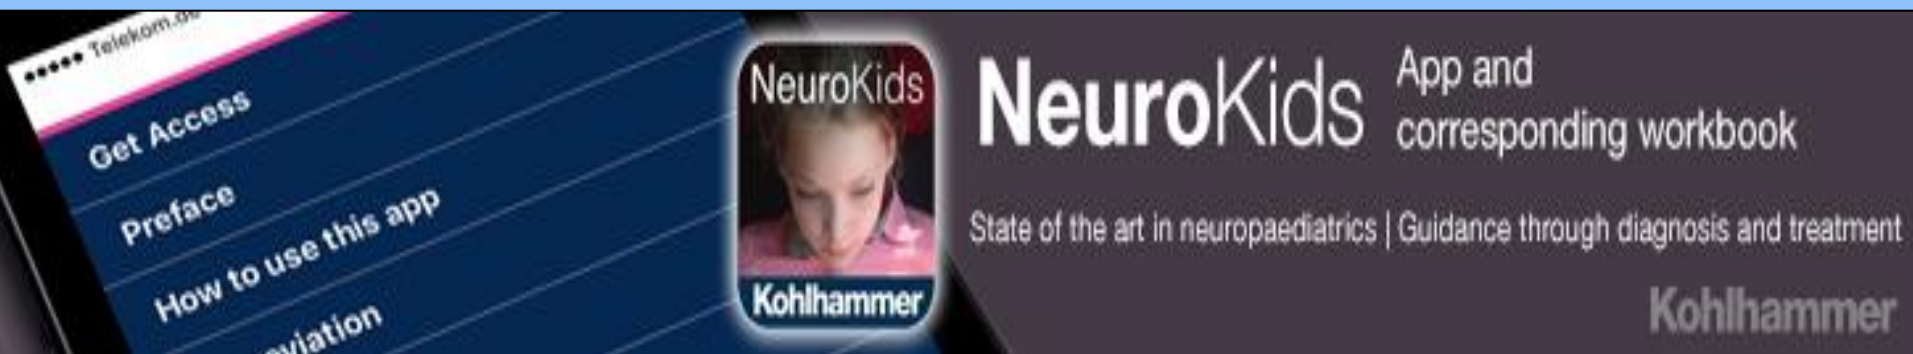 Telekom.de
Get Access
Preface
How to use this app
viation
NeuroKids
Kohlhammer
NeuroKids
App and
corresponding workbook
State of the art in neuropaediatrics | Guidance through diagnosis and treatment
Kohlhammer